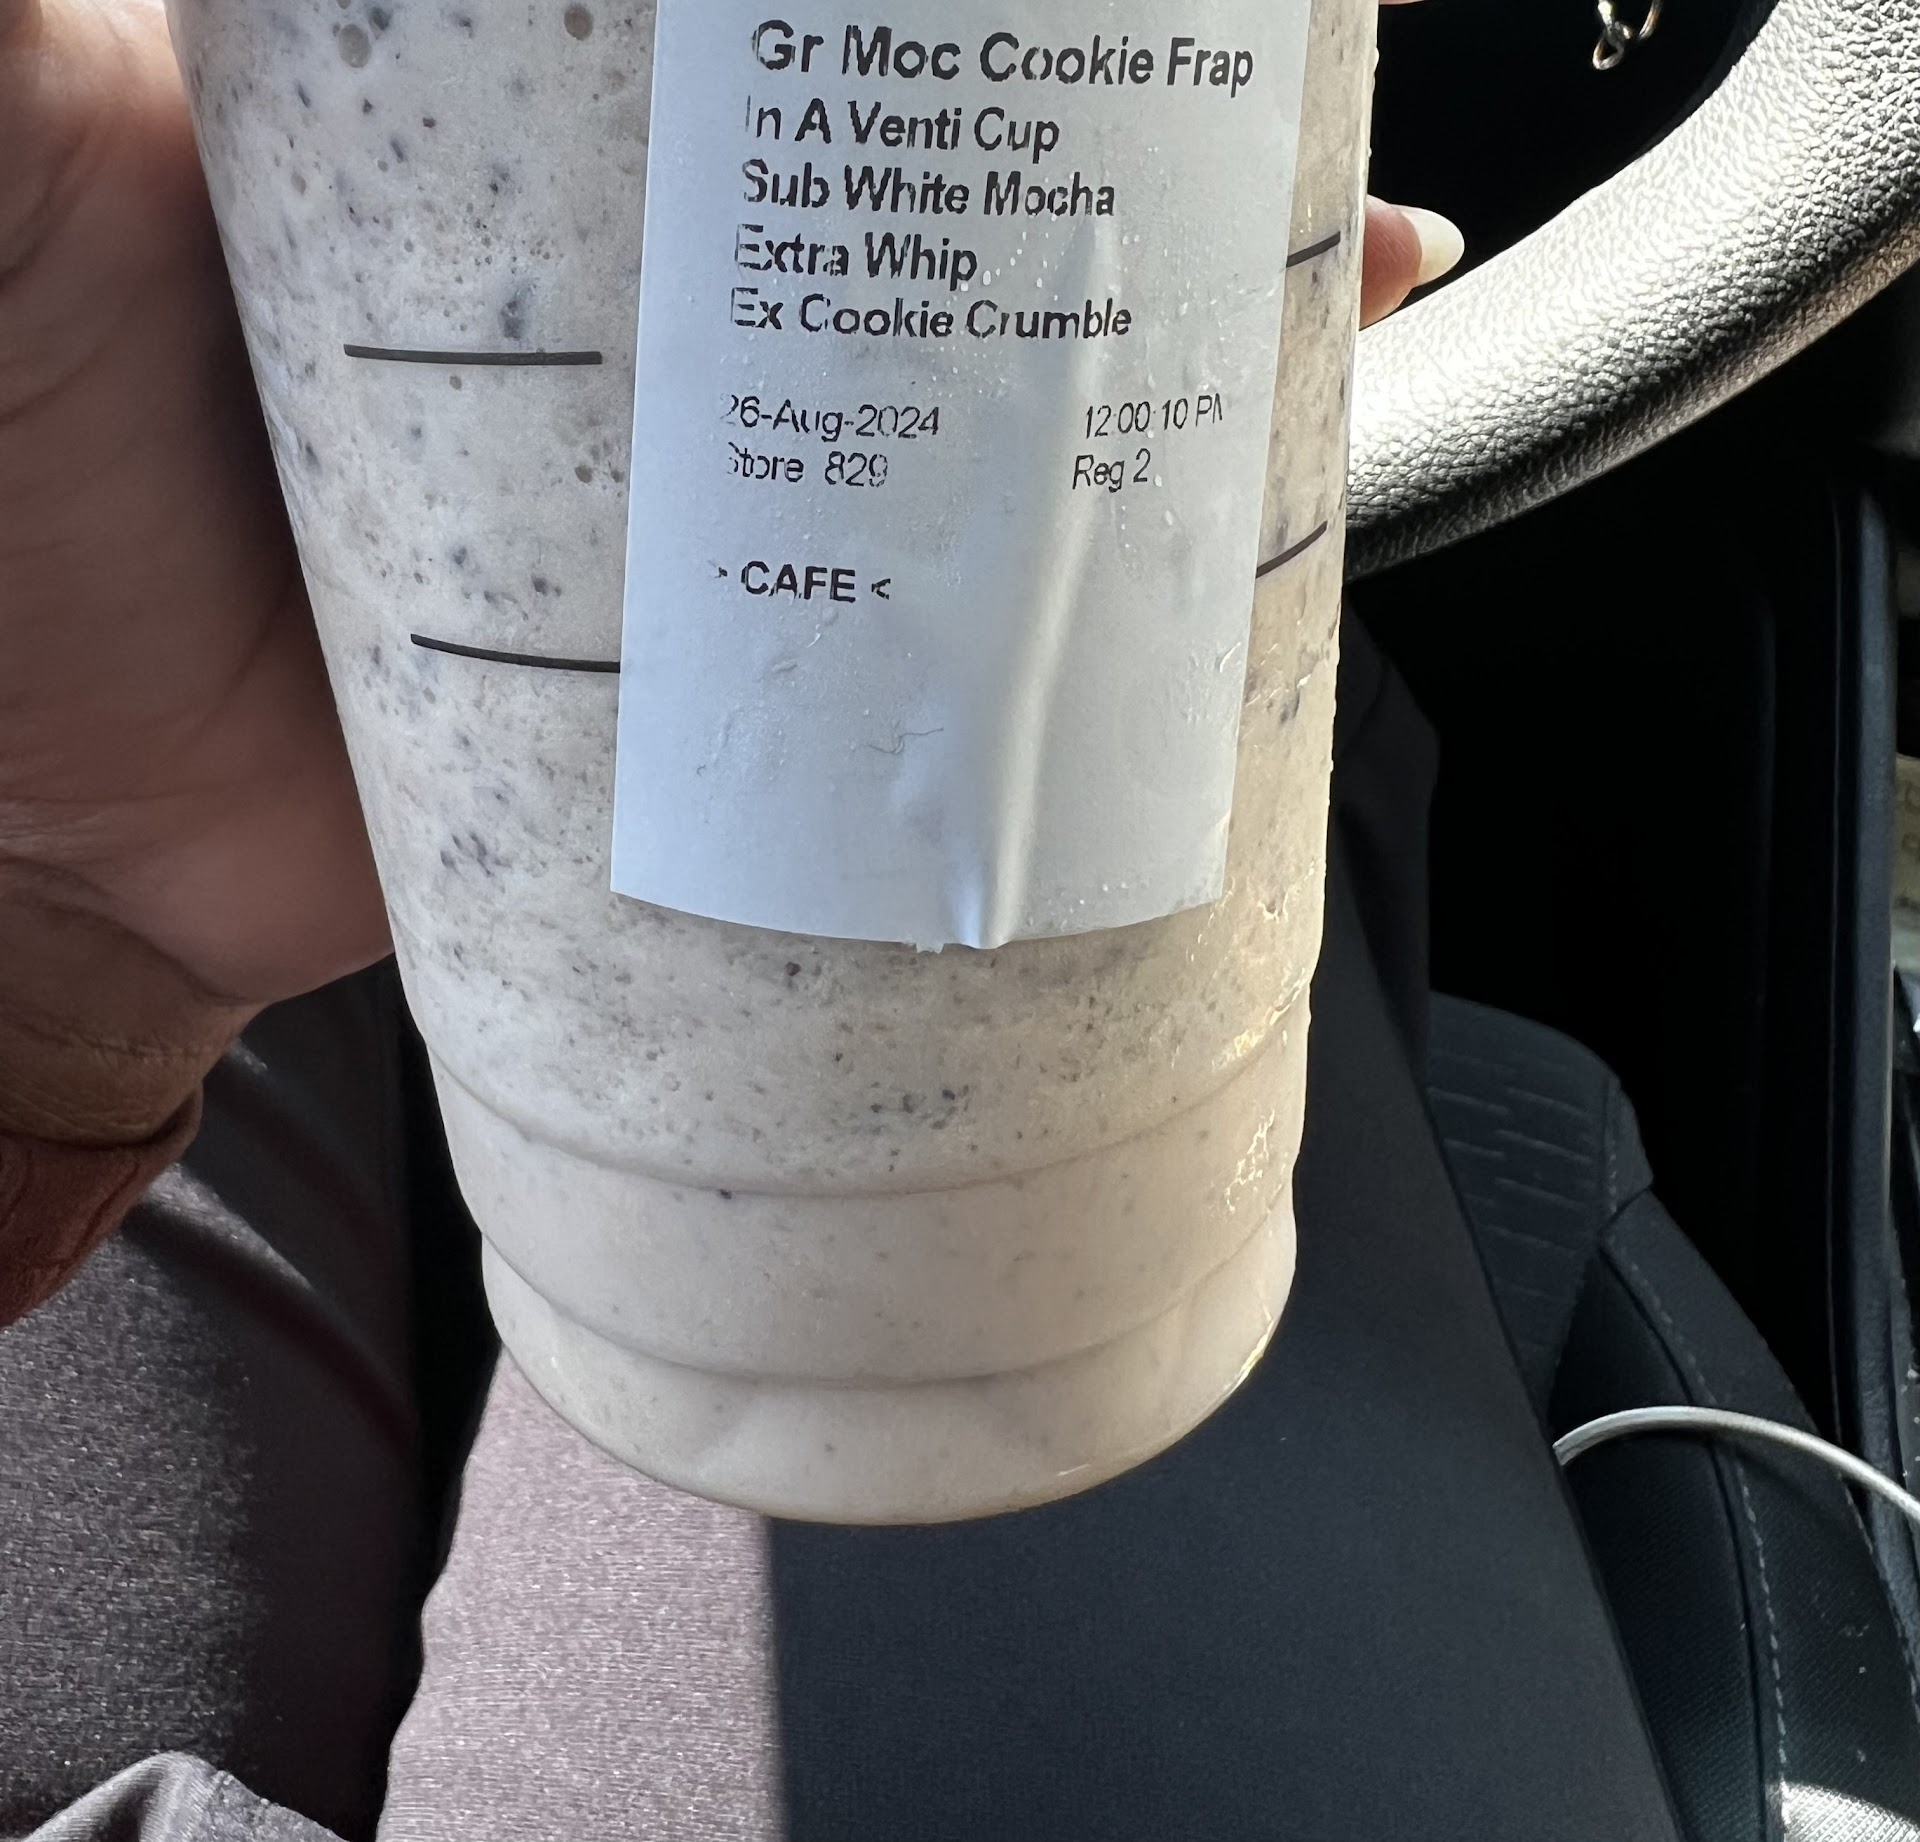 Gr Moc Cookie Frap
In A Venti Cup
Sub White Mocha
Extra Whip
Ex Cookie Crumble
26-Aug-2024 12:00:10 PM
Store 829 Reg 2
> CAFE <